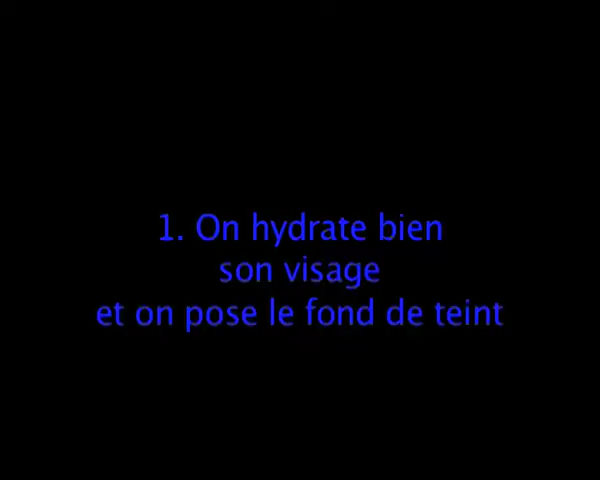 1. On hydrate bien
son visage
et on pose le fond de teint